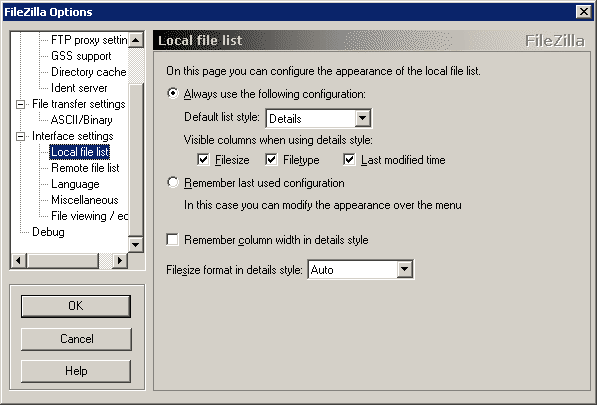 FileZilla Options
FTP proxy settin
GSS support
Directory cache
Ident server
File transfer settings
ASCII/Binary
Interface settings
Local file list
Remote file list
Language
Miscellaneous
File viewing / ec
Debug
OK
Cancel
Help
Local file list
FileZilla
On this page you can configure the appearance of the local file list.
Always use the following configuration:
Default list style: Details
Visible columns when using details style:
Filesize Filetype Last modified time
Remember last used configuration
In this case you can modify the appearance over the menu
Remember column width in details style
Filesize format in details style: Auto